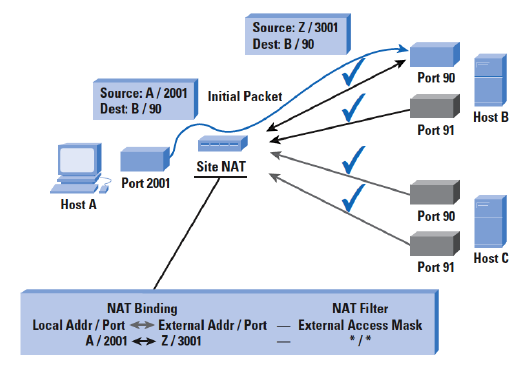 Source: Z / 3001
Dest: B / 90
Source: A / 2001
Dest: B / 90
Initial Packet
Port 90
Port 91
Host B
Site NAT
Port 2001
Host A
Port 90
Port 91
Host C
NAT Binding
NAT Filter
Local Addr / Port External Addr / Port — External Access Mask
A / 2001 Z / 3001 — * / *